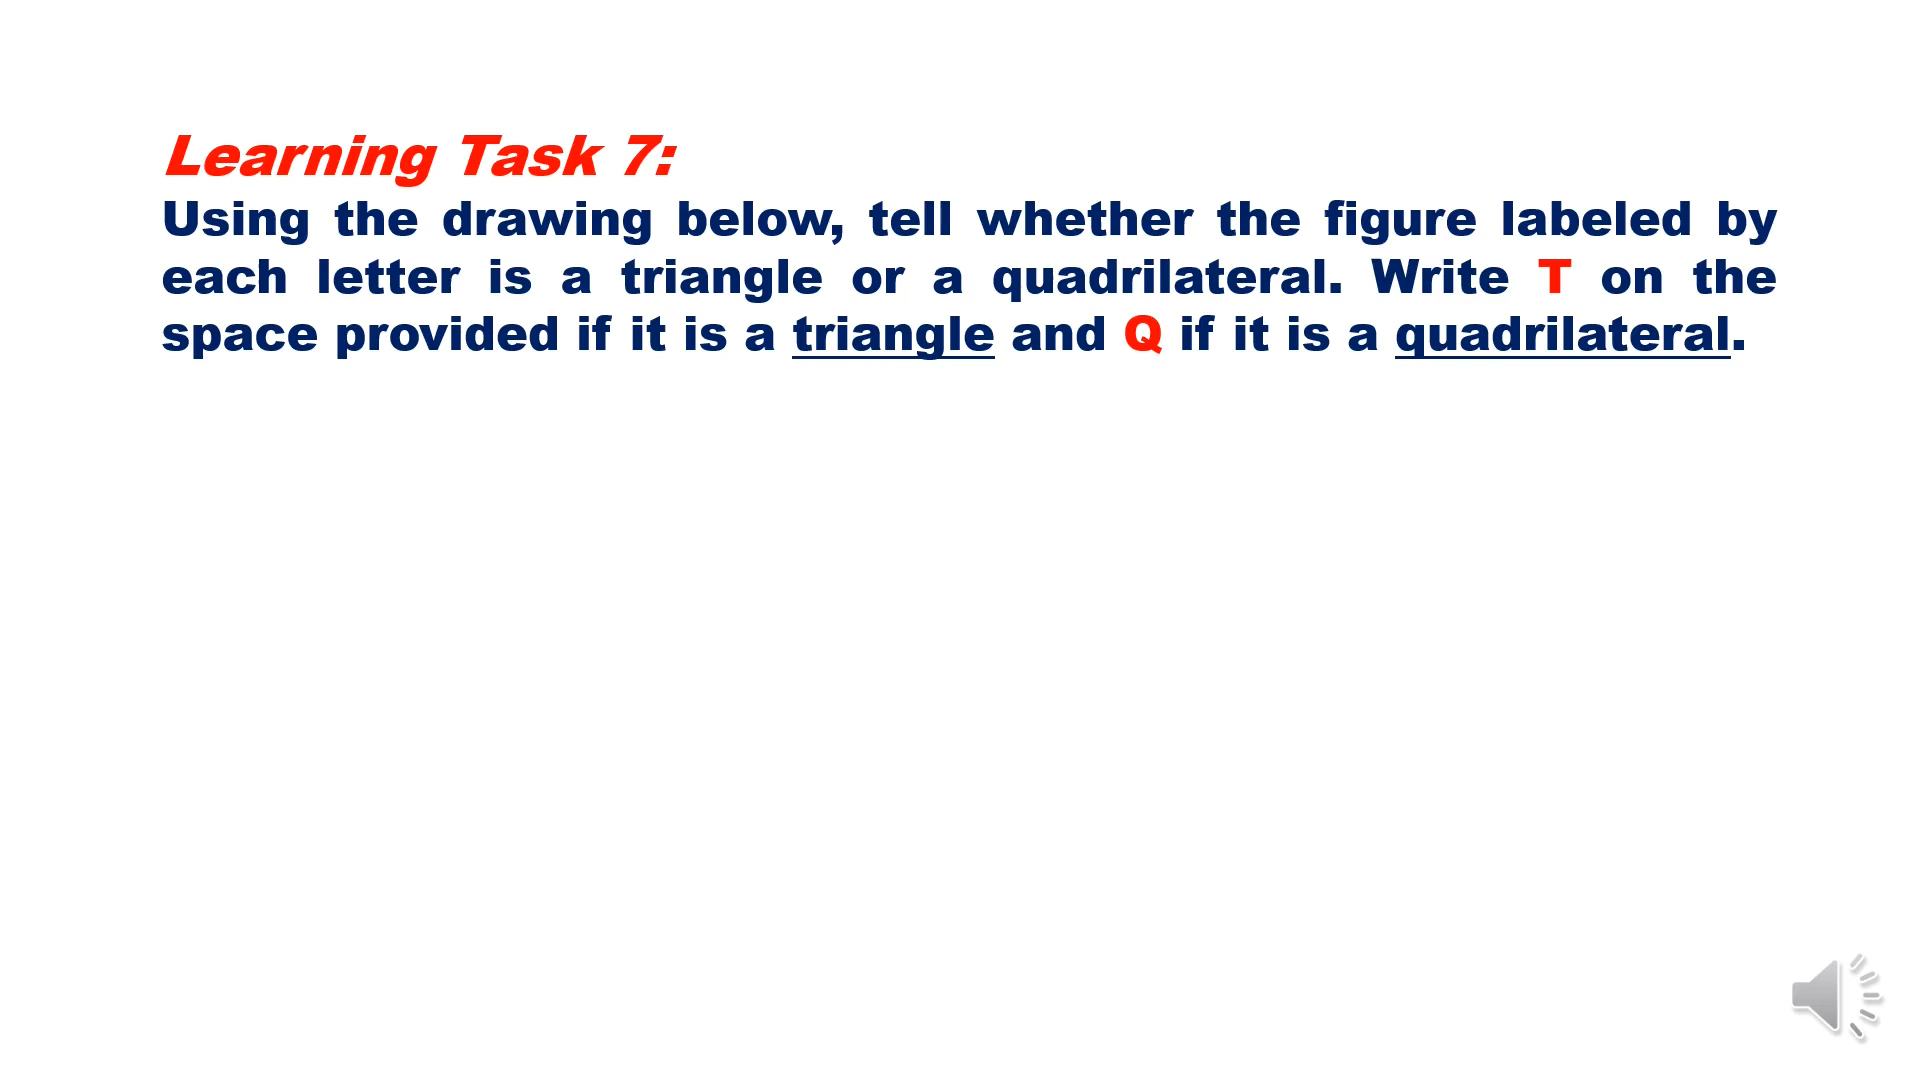 Learning Task 7:
Using the drawing below, tell whether the figure labeled by
each letter is a triangle or a quadrilateral. Write T on the
space provided if it is a triangle and Q if it is a quadrilateral.